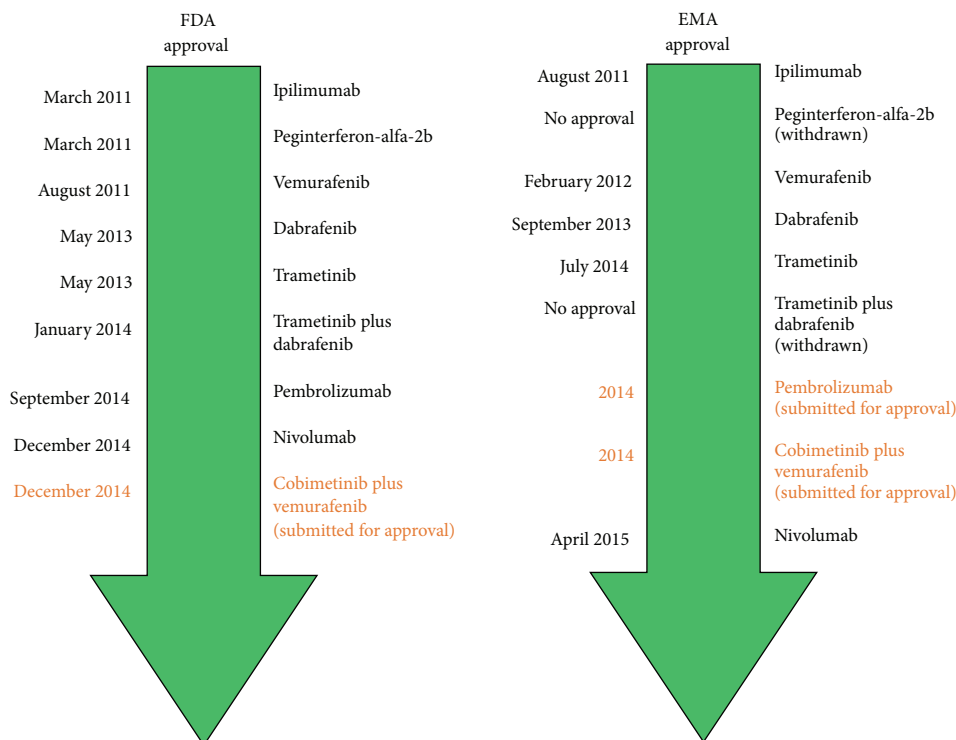 FDA
approval
March 2011
Ipilimumab
March 2011
Peginterferon-alfa-2b
August 2011
Vemurafenib
May 2013
Dabrafenib
May 2013
Trametinib
January 2014
Trametinib plus
dabrafenib
September 2014
Pembrolizumab
December 2014
Nivolumab
December 2014
Cobimetinib plus
vemurafenib
(submitted for approval)
EMA
approval
August 2011
Ipilimumab
No approval
Peginterferon-alfa-2b
(withdrawn)
February 2012
Vemurafenib
September 2013
Dabrafenib
July 2014
Trametinib
No approval
Trametinib plus
dabrafenib
(withdrawn)
2014
Pembrolizumab
(submitted for approval)
2014
Cobimetinib plus
vemurafenib
(submitted for approval)
April 2015
Nivolumab